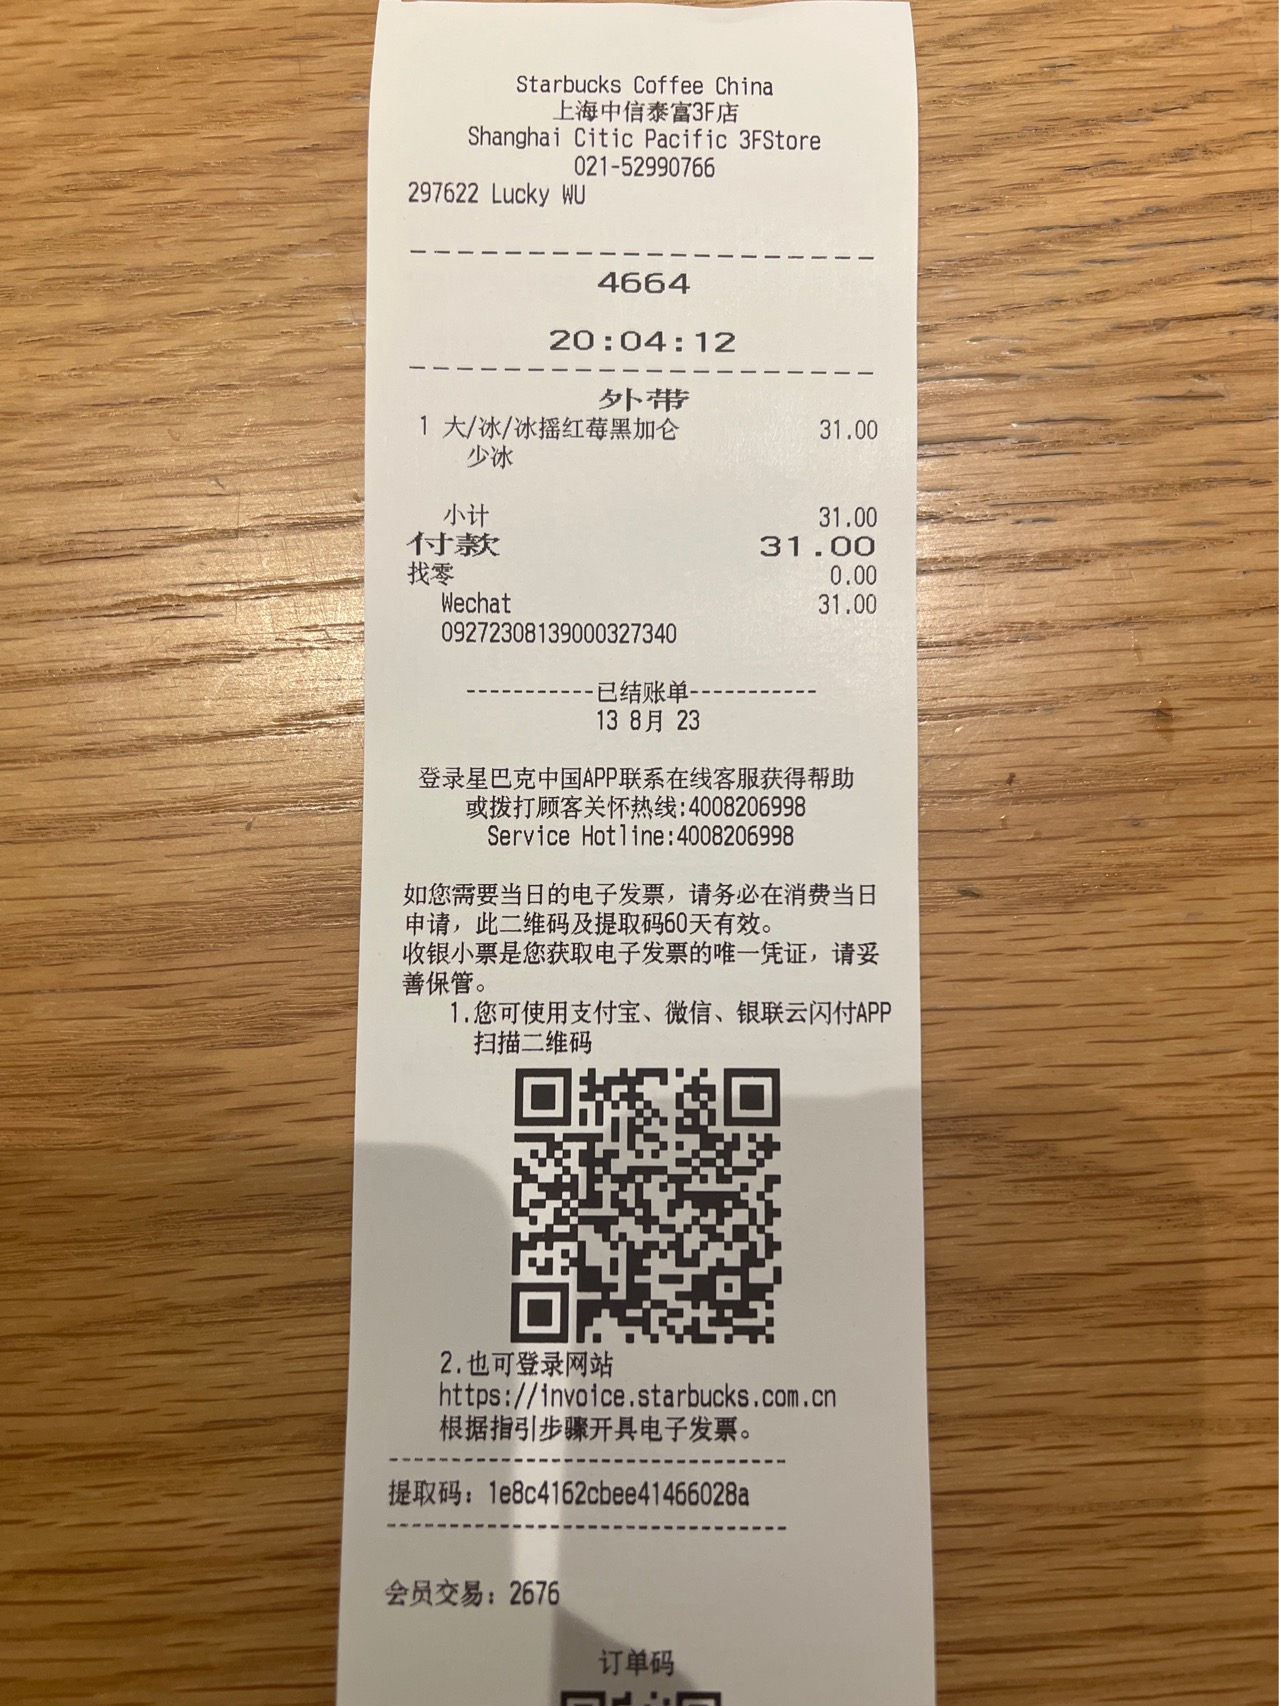 Starbucks Coffee China
上海中信泰富3F店
Shanghai Citic Pacific 3FStore
021-52990766
297622 Lucky WU
4664
20:04:12
外带
1 大/冰/冰摇红莓黑加仑 31.00
少冰
小计 31.00
付款 31.00
找零 0.00
Wechat 31.00
09272308139000327340
-----------已结账单-----------
13 8月 23
登录星巴克中国APP联系在线客服获得帮助
或拨打顾客关怀热线:4008206998
Service Hotline:4008206998
如您需要当日的电子发票，请务必在消费当日
申请，此二维码及提取码60天有效。
收银小票是您获取电子发票的唯一凭证，请妥
善保管。
1.您可使用支付宝、微信、银联云闪付APP
扫描二维码
2.也可登录网站
https://invoice.starbucks.com.cn
根据指引步骤开具电子发票。
提取码：1e8c4162cbee41466028a
会员交易：2676
订单码